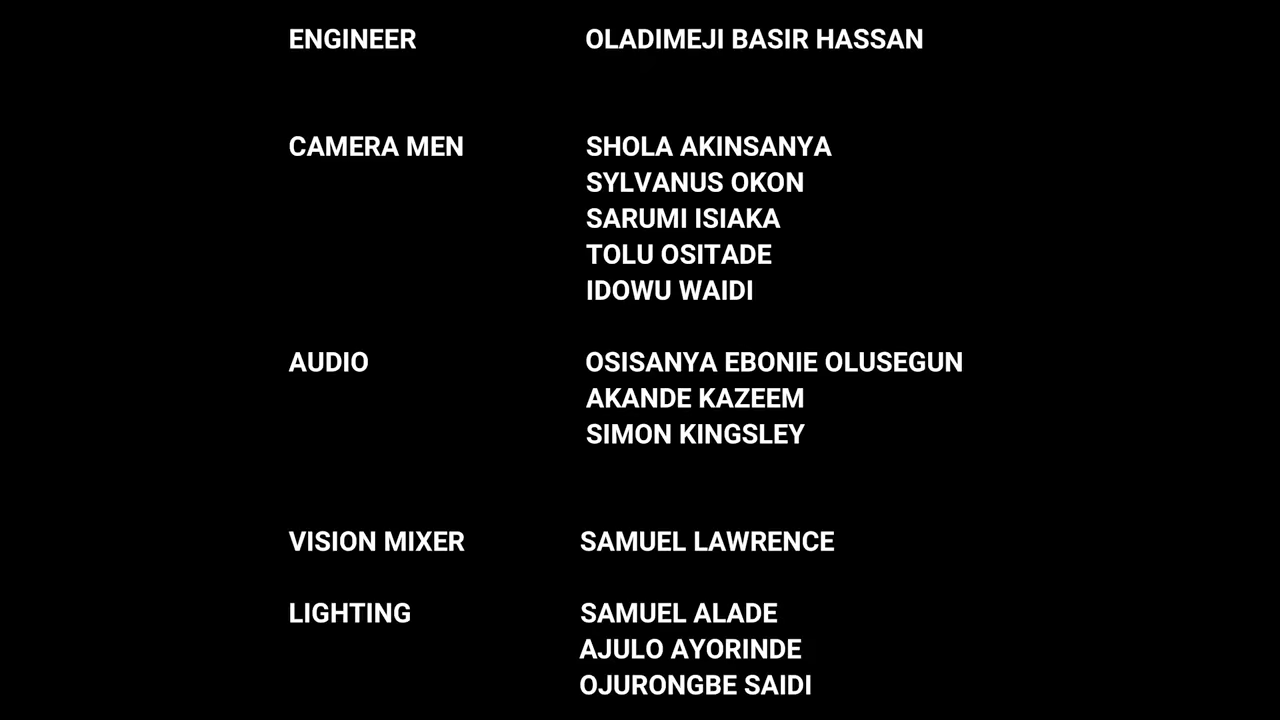 ENGINEER OLADIMEJI BASIR HASSAN
CAMERA MEN SHOLA AKINSANYA
SYLVANUS OKON
SARUMI ISIAKA
TOLU OSITADE
IDOWU WAIDI
AUDIO OSISANYA EBONIE OLUSEGUN
AKANDE KAZEEM
SIMON KINGSLEY
VISION MIXER SAMUEL LAWRENCE
LIGHTING SAMUEL ALADE
AJULO AYORINDE
OJURONGBE SAIDI